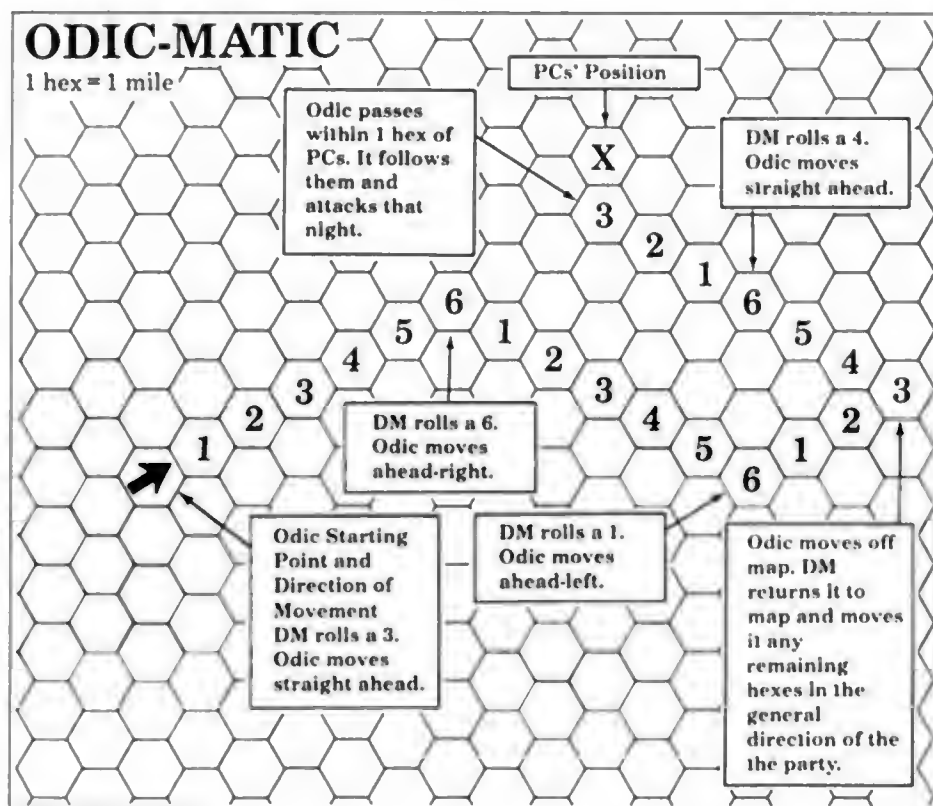 ODIC-MATIC
1 hex = 1 mile
PCs' Position
Odic passes
within 1 hex of
PCs. It follows
them and
attacks that
night.
X
DM rolls a 4.
Odic moves
straight ahead.
3
2
1
6
6
5
1
5
4
2
4
3
3
3
2
4
2
1
5
1
6
DM rolls a 6.
Odic moves
ahead-right.
Odic Starting
Point and
Direction of
Movement
DM rolls a 3.
Odic moves
straight ahead.
DM rolls a 1.
Odic moves
ahead-left.
Odic moves off
map. DM
returns it to
map and moves
it any
remaining
hexes in the
general
direction of the
the party.